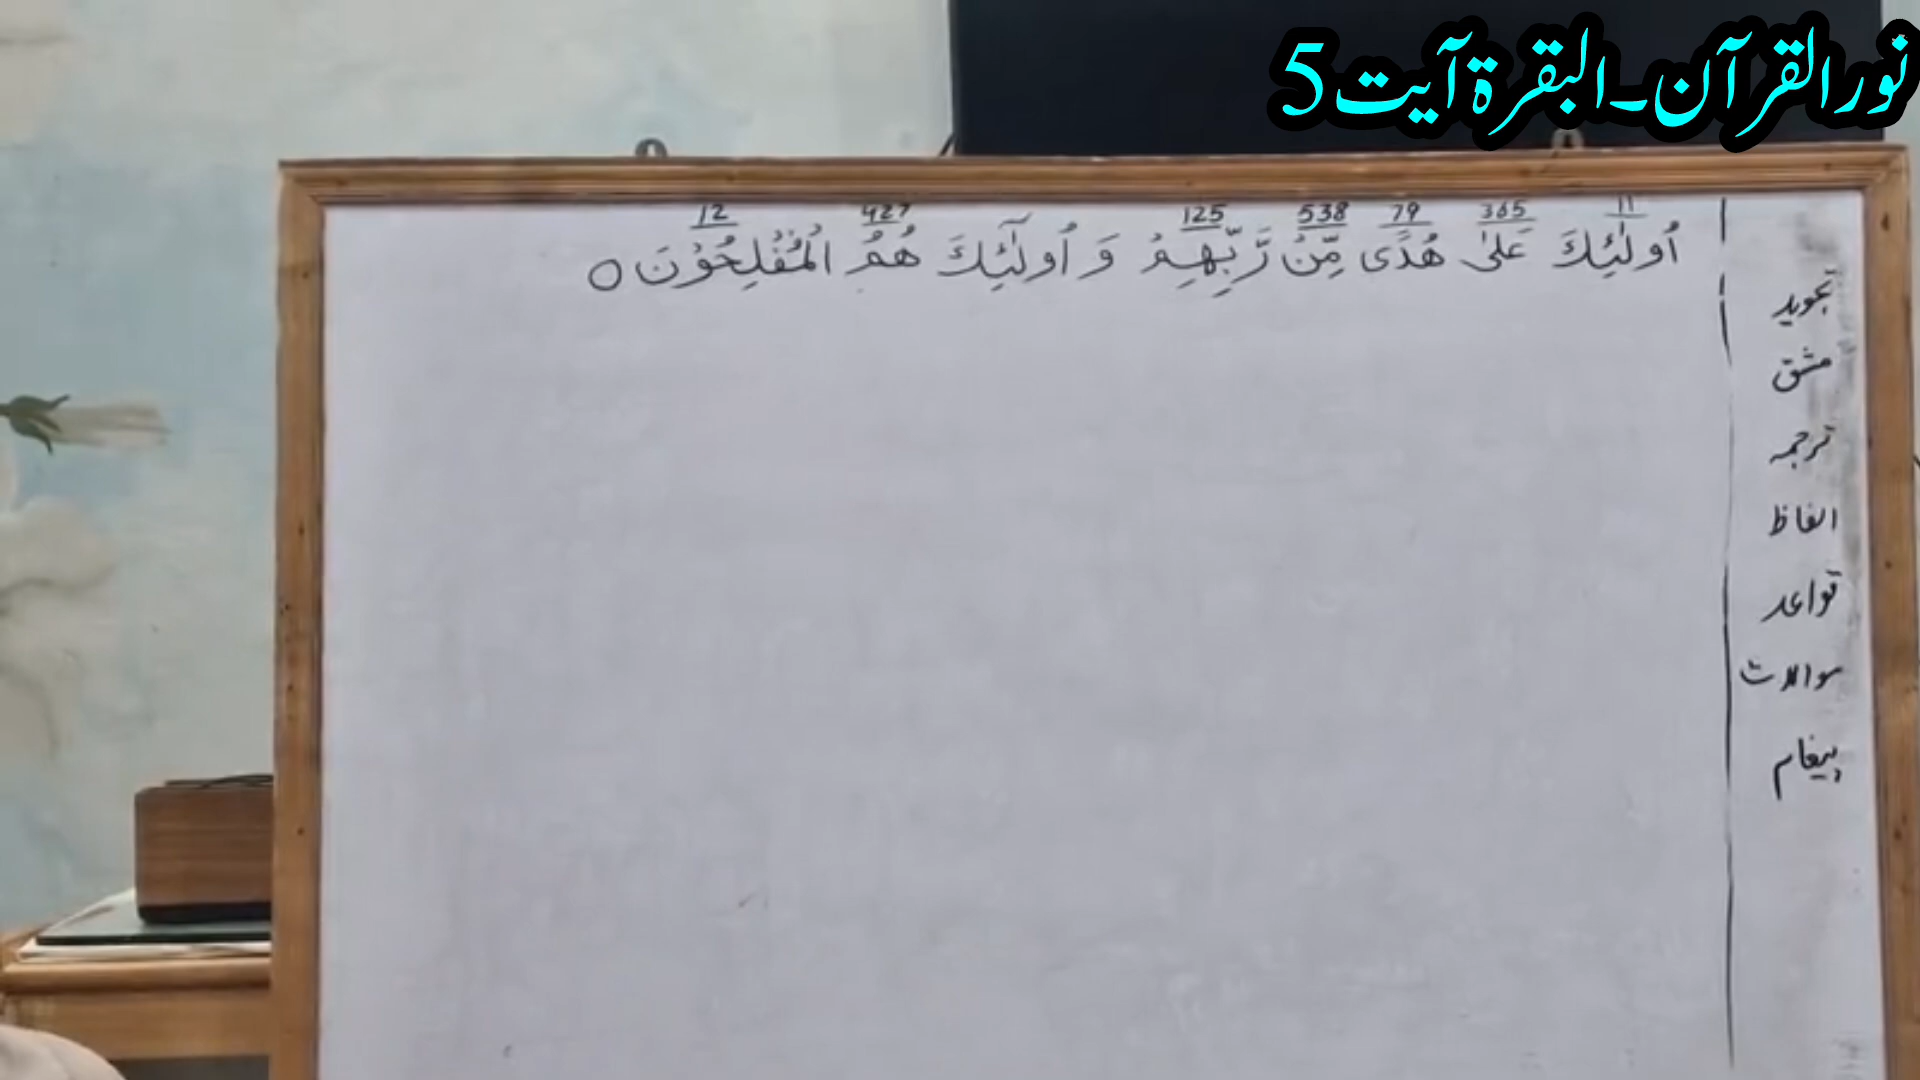 نورالقرآن۔البقرۃ آیت 5
11 365 79 538 125 427 12
اُولٰٓئِكَ عَلٰى هُدًى مِّنْ رَّبِّهِمْ وَ اُولٰٓئِكَ هُمُ الْمُفْلِحُوْنَ ○
تجوید
مشق
ترجمہ
الفاظ
قواعد
سوالات
پیغام